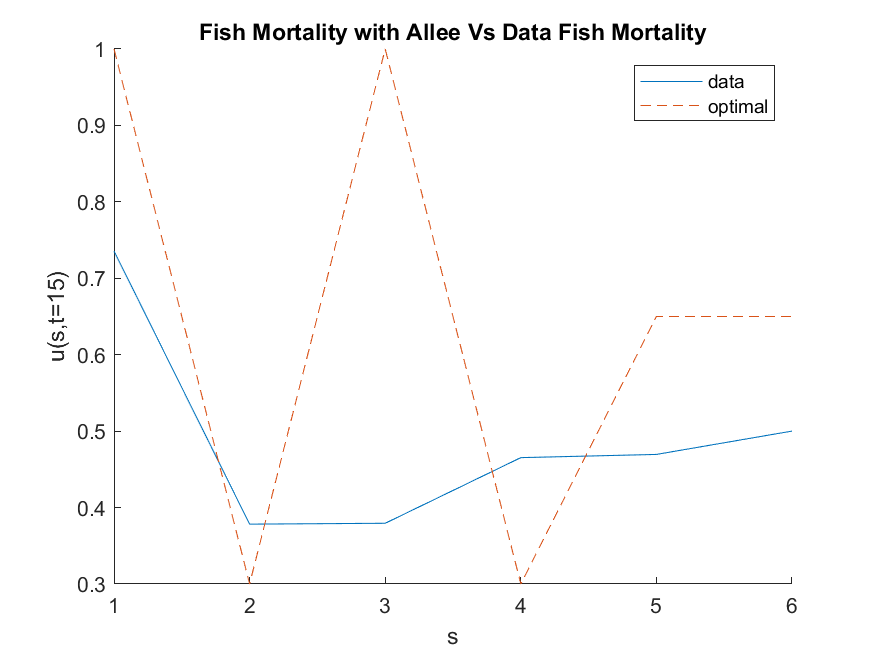 Fish Mortality with Allee Vs Data Fish Mortality
data
optimal
1
0.9
0.8
0.7
0.6
0.5
0.4
0.3
u(s,t=15)
1 2 3 4 5 6
s